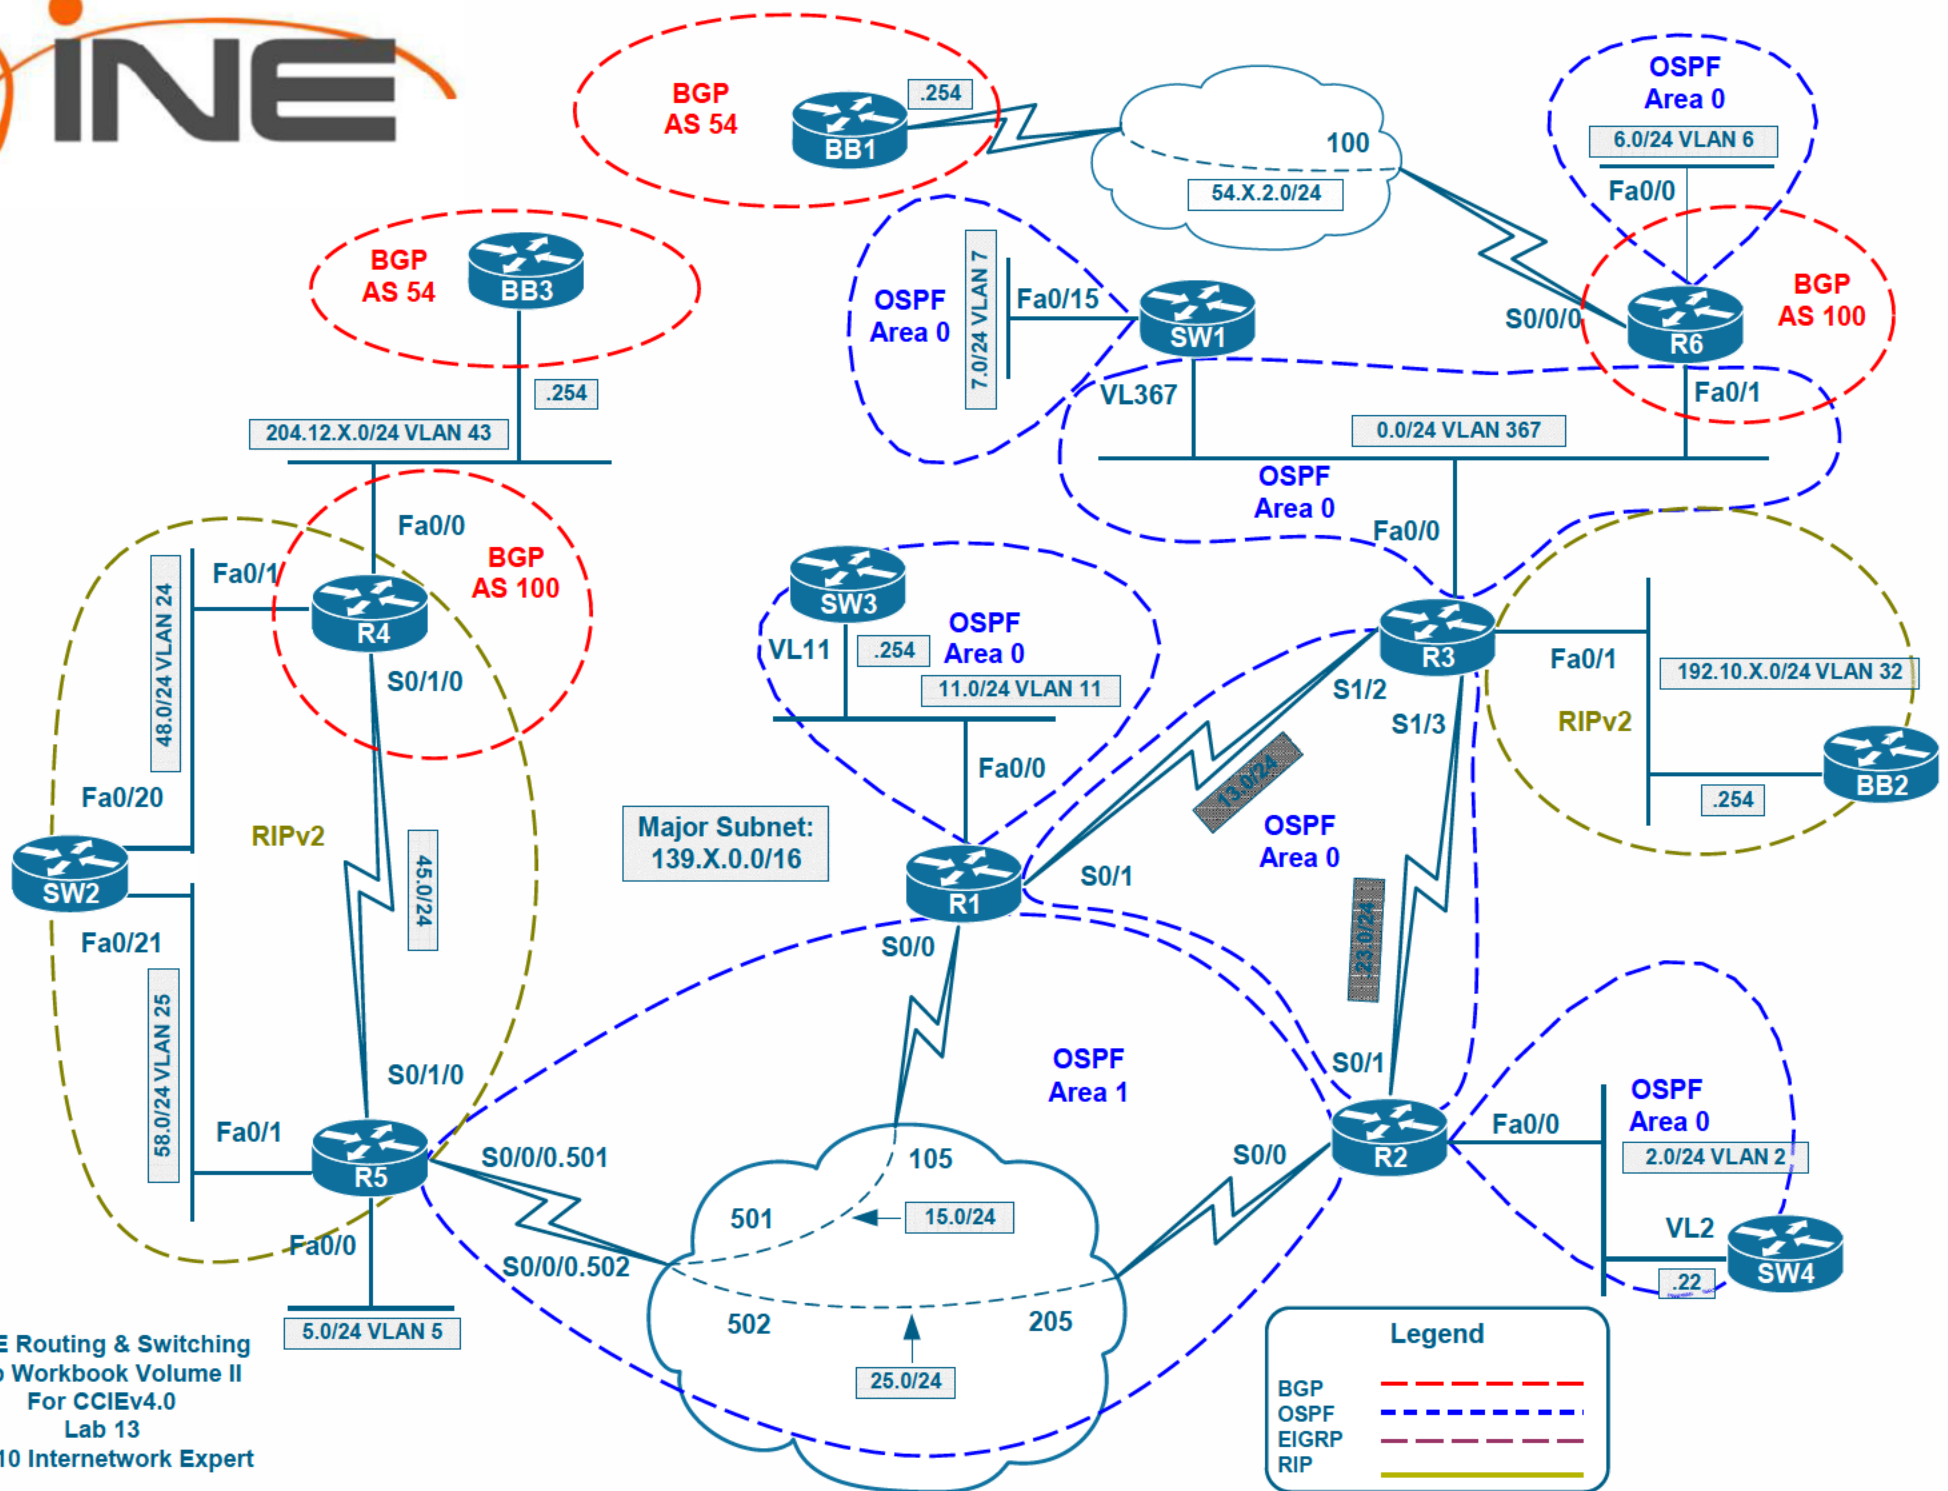 iNE
BGP
AS 54
BB1
.254
100
54.X.2.0/24
OSPF
Area 0
6.0/24 VLAN 6
Fa0/0
BGP
AS 54
BB3
.254
204.12.X.0/24 VLAN 43
OSPF
Area 0
7.0/24 VLAN 7
Fa0/15
SW1
VL367
S0/0/0
R6
BGP
AS 100
Fa0/1
0.0/24 VLAN 367
OSPF
Area 0
Fa0/0
Fa0/0
BGP
AS 100
Fa0/1
48.0/24 VLAN 24
R4
S0/1/0
Fa0/20
RIPv2
45.0/24
SW2
Fa0/21
58.0/24 VLAN 25
Fa0/1
S0/1/0
R5
Fa0/0
5.0/24 VLAN 5
S0/0/0.501
S0/0/0.502
SW3
VL11
.254
OSPF
Area 0
11.0/24 VLAN 11
Fa0/0
Major Subnet:
139.X.0.0/16
R1
S0/1
S0/0
R3
S1/2
S1/3
13.0/24
OSPF
Area 0
23.0/24
Fa0/1
192.10.X.0/24 VLAN 32
RIPv2
BB2
.254
OSPF
Area 1
105
501
15.0/24
502
205
25.0/24
S0/1
S0/0
R2
Fa0/0
OSPF
Area 0
2.0/24 VLAN 2
VL2
.22
SW4
E Routing & Switching
Workbook Volume II
For CCIEv4.0
Lab 13
10 Internetwork Expert
Legend
BGP
OSPF
EIGRP
RIP